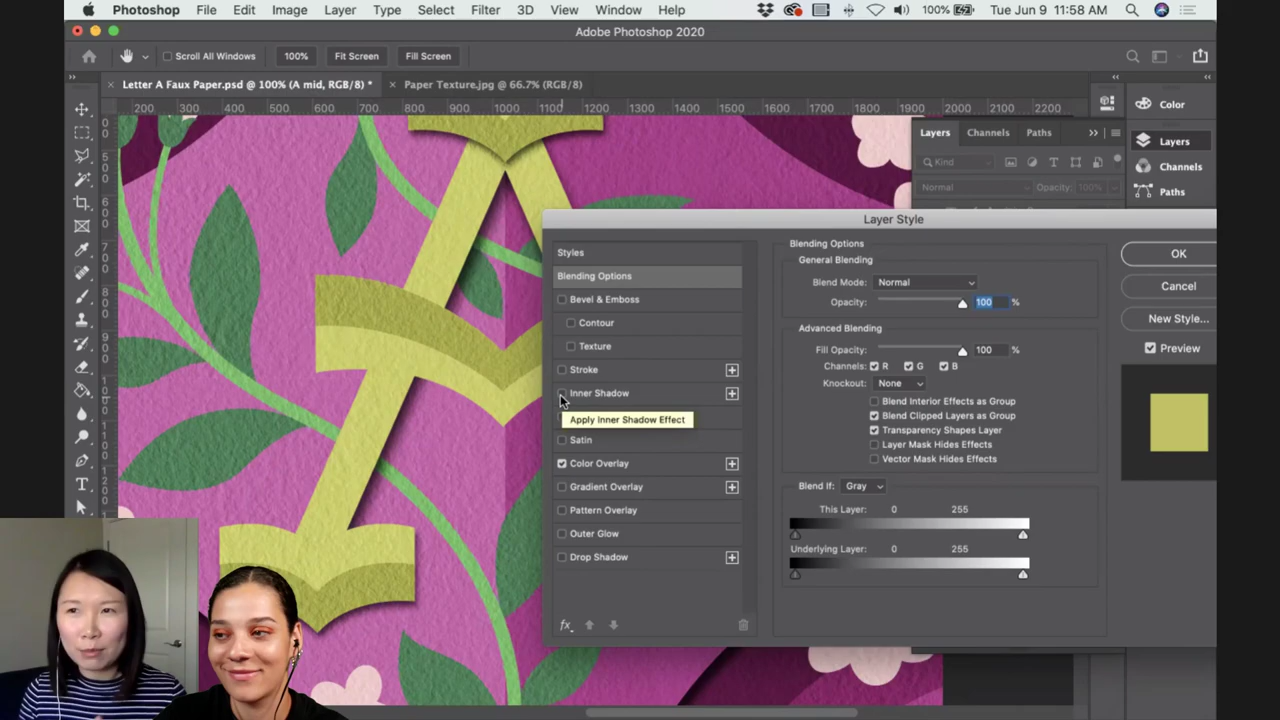 Photoshop File Edit Image Layer Type Select Filter 3D View Window Help 100% Tue Jun 9 11:58 AM
Adobe Photoshop 2020
Scroll All Windows 100% Fit Screen Fill Screen
Letter A Faux Paper.psd @ 100% (A mid, RGB/8) * Paper Texture.jpg @ 66.7% (RGB/8)
200 300 400 500 600 700 800 900 1000 1100 1200 1300 1400 1500 1600 1700 1800 1900 2000 2100 2200
Layers Channels Paths
Kind
Normal Opacity: 100%
Color
Layers
Channels
Paths
Layer Style
Styles
Blending Options
Bevel & Emboss
Contour
Texture
Stroke
Inner Shadow
Apply Inner Shadow Effect
Satin
Color Overlay
Gradient Overlay
Pattern Overlay
Outer Glow
Drop Shadow
fx
Blending Options
General Blending
Blend Mode: Normal
Opacity: 100 %
Advanced Blending
Fill Opacity: 100 %
Channels: R G B
Knockout: None
Blend Interior Effects as Group
Blend Clipped Layers as Group
Transparency Shapes Layer
Layer Mask Hides Effects
Vector Mask Hides Effects
Blend If: Gray
This Layer: 0 255
Underlying Layer: 0 255
OK
Cancel
New Style...
Preview